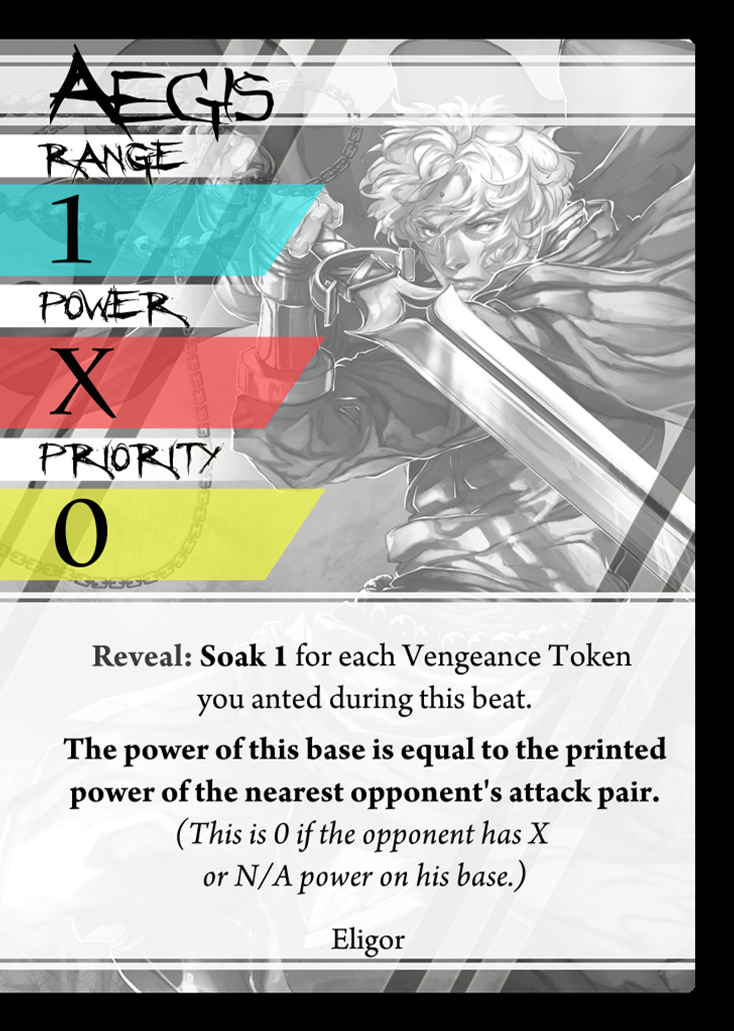 AEGIS
RANGE
1
POWER
X
PRIORITY
0
Reveal: Soak 1 for each Vengeance Token
you anted during this beat.
The power of this base is equal to the printed
power of the nearest opponent's attack pair.
(This is 0 if the opponent has X
or N/A power on his base.)
Eligor